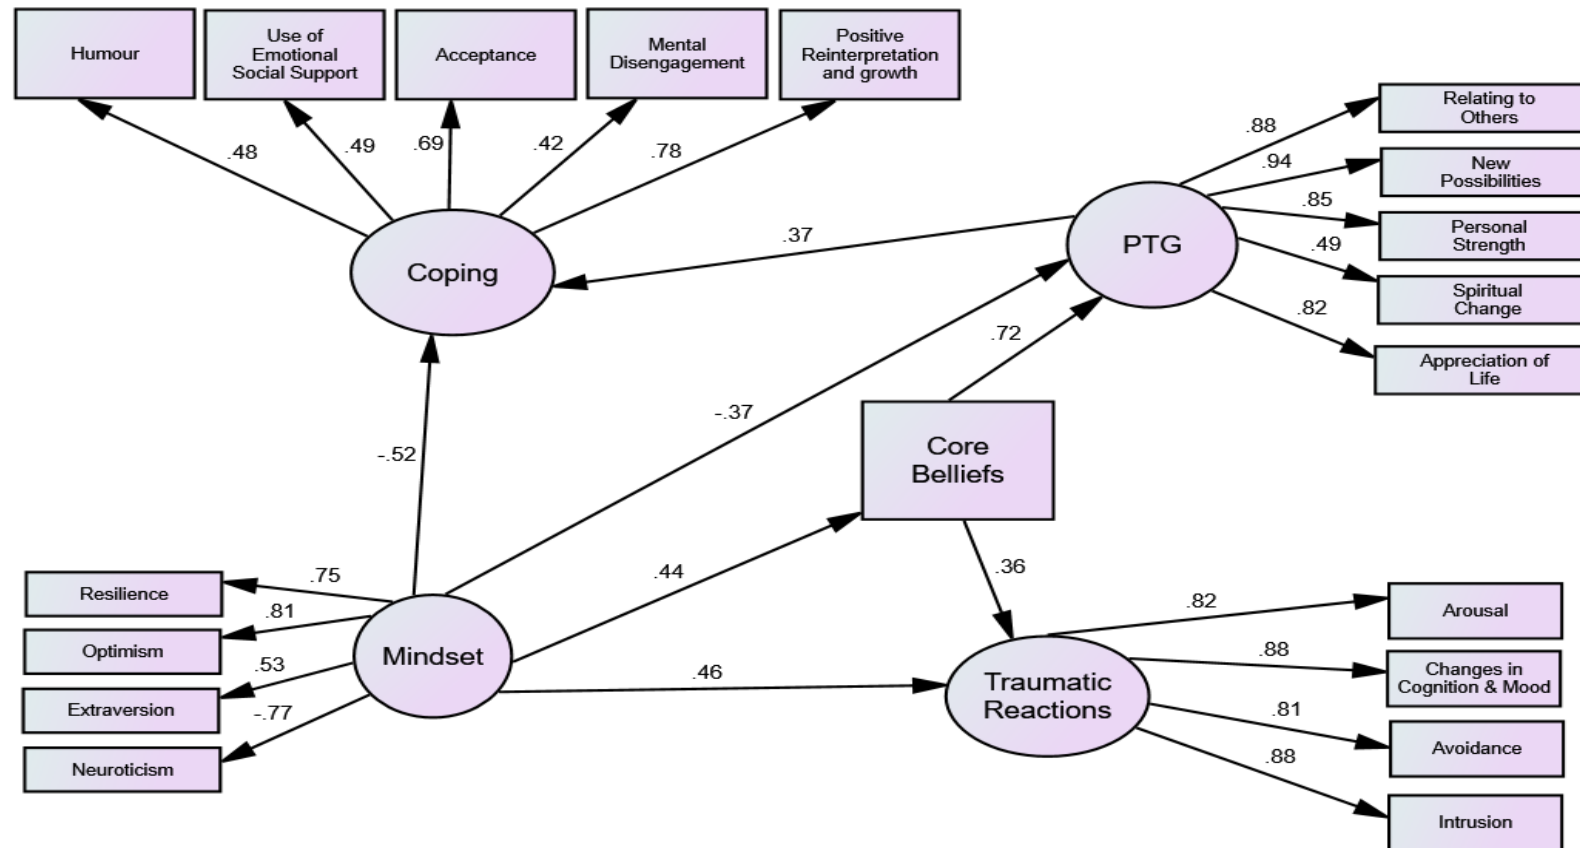 Humour
Use of
Emotional
Social Support
Acceptance
Mental
Disengagement
Positive
Reinterpretation
and growth
.48
.49
.69
.42
.78
Coping
.37
PTG
.88
.94
.85
.49
.82
Relating to
Others
New
Possibilities
Personal
Strength
Spiritual
Change
Appreciation of
Life
-.52
-.37
.72
Core
Belliefs
.44
.36
.46
Resilience
Optimism
Extraversion
Neuroticism
.75
.81
.53
-.77
Mindset
Traumatic
Reactions
.82
.88
.81
.88
Arousal
Changes in
Cognition & Mood
Avoidance
Intrusion